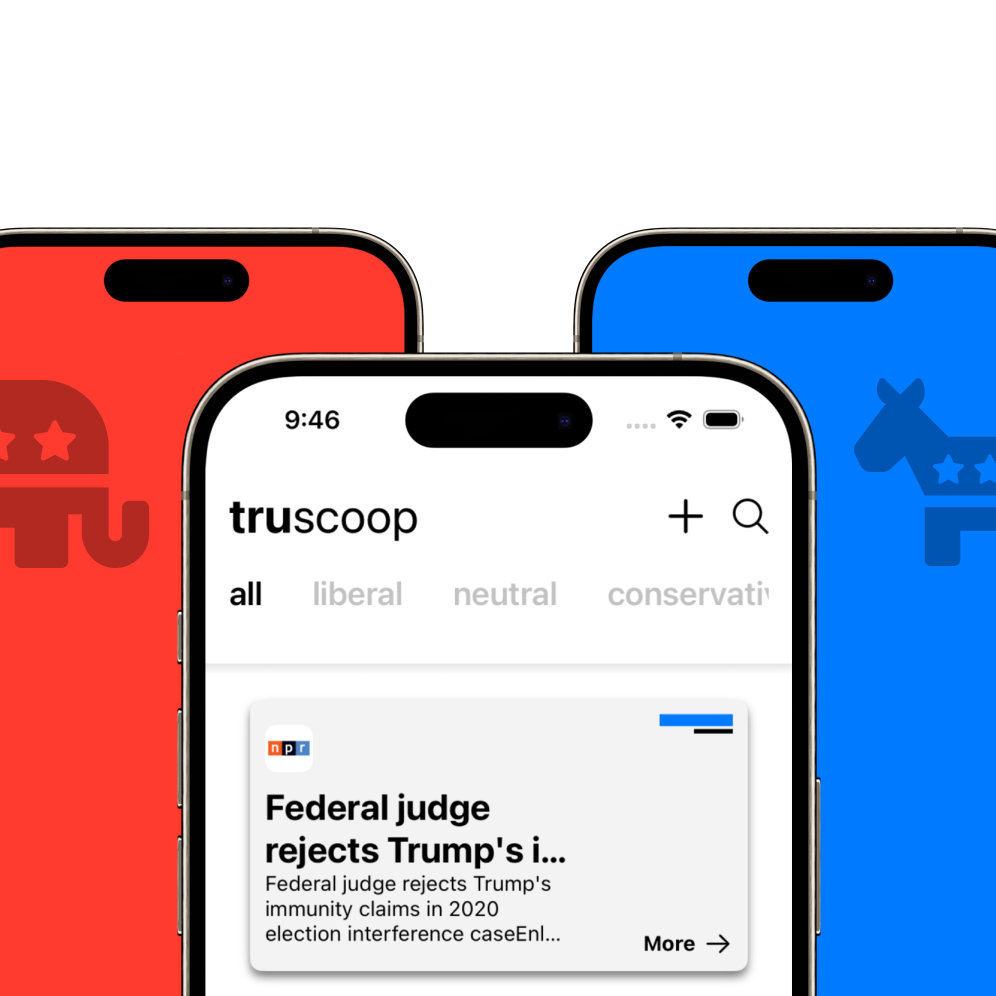 9:46
truscoop
all liberal neutral conservativ
npr
Federal judge
rejects Trump's i...
Federal judge rejects Trump's
immunity claims in 2020
election interference caseEnl...
More →